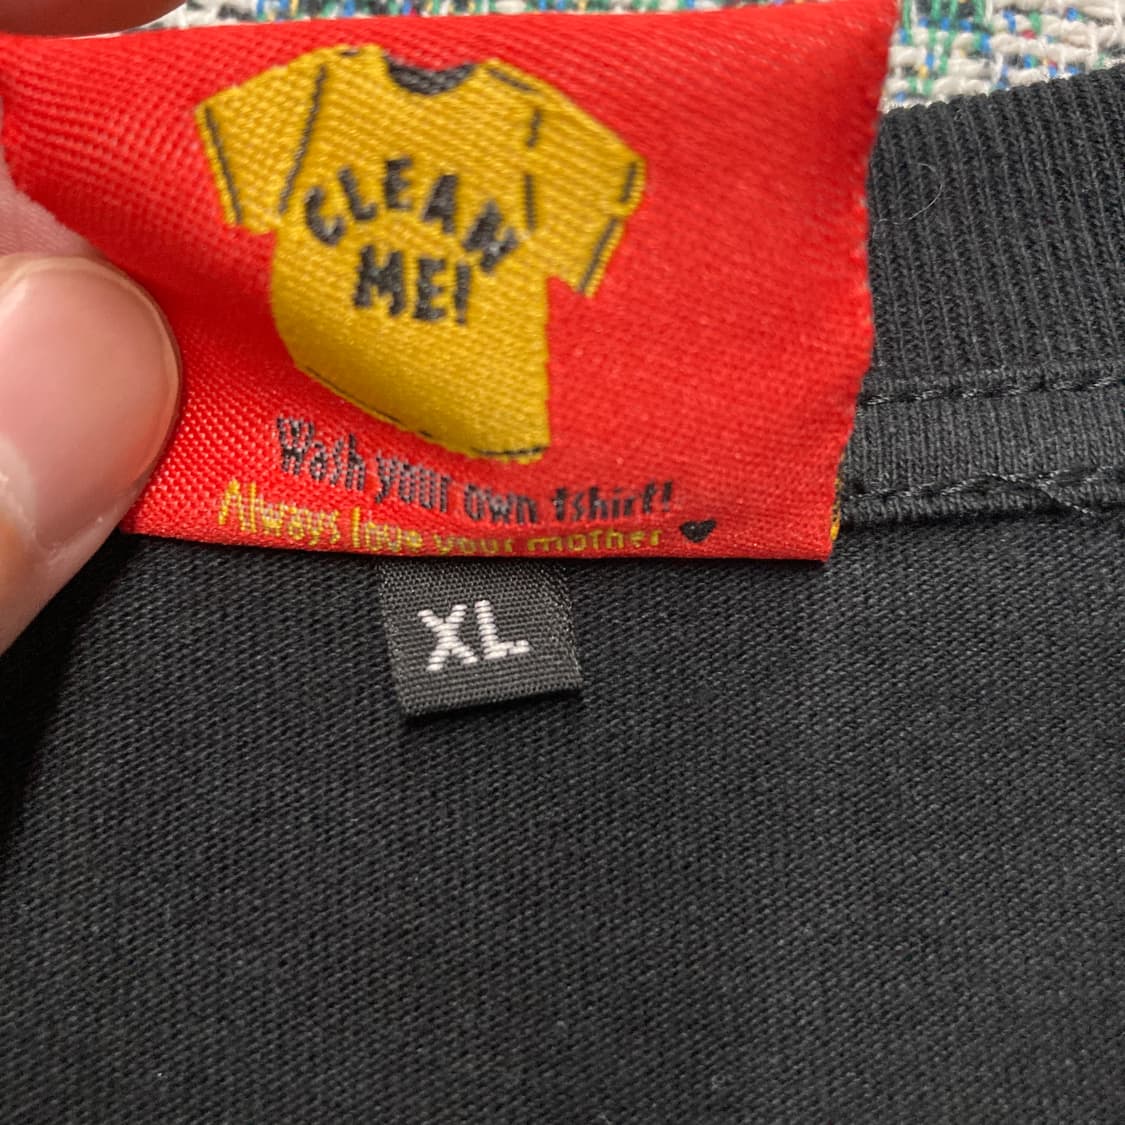 CLEAN
ME!
Wash your own tshirt!
Always love your mother
XL